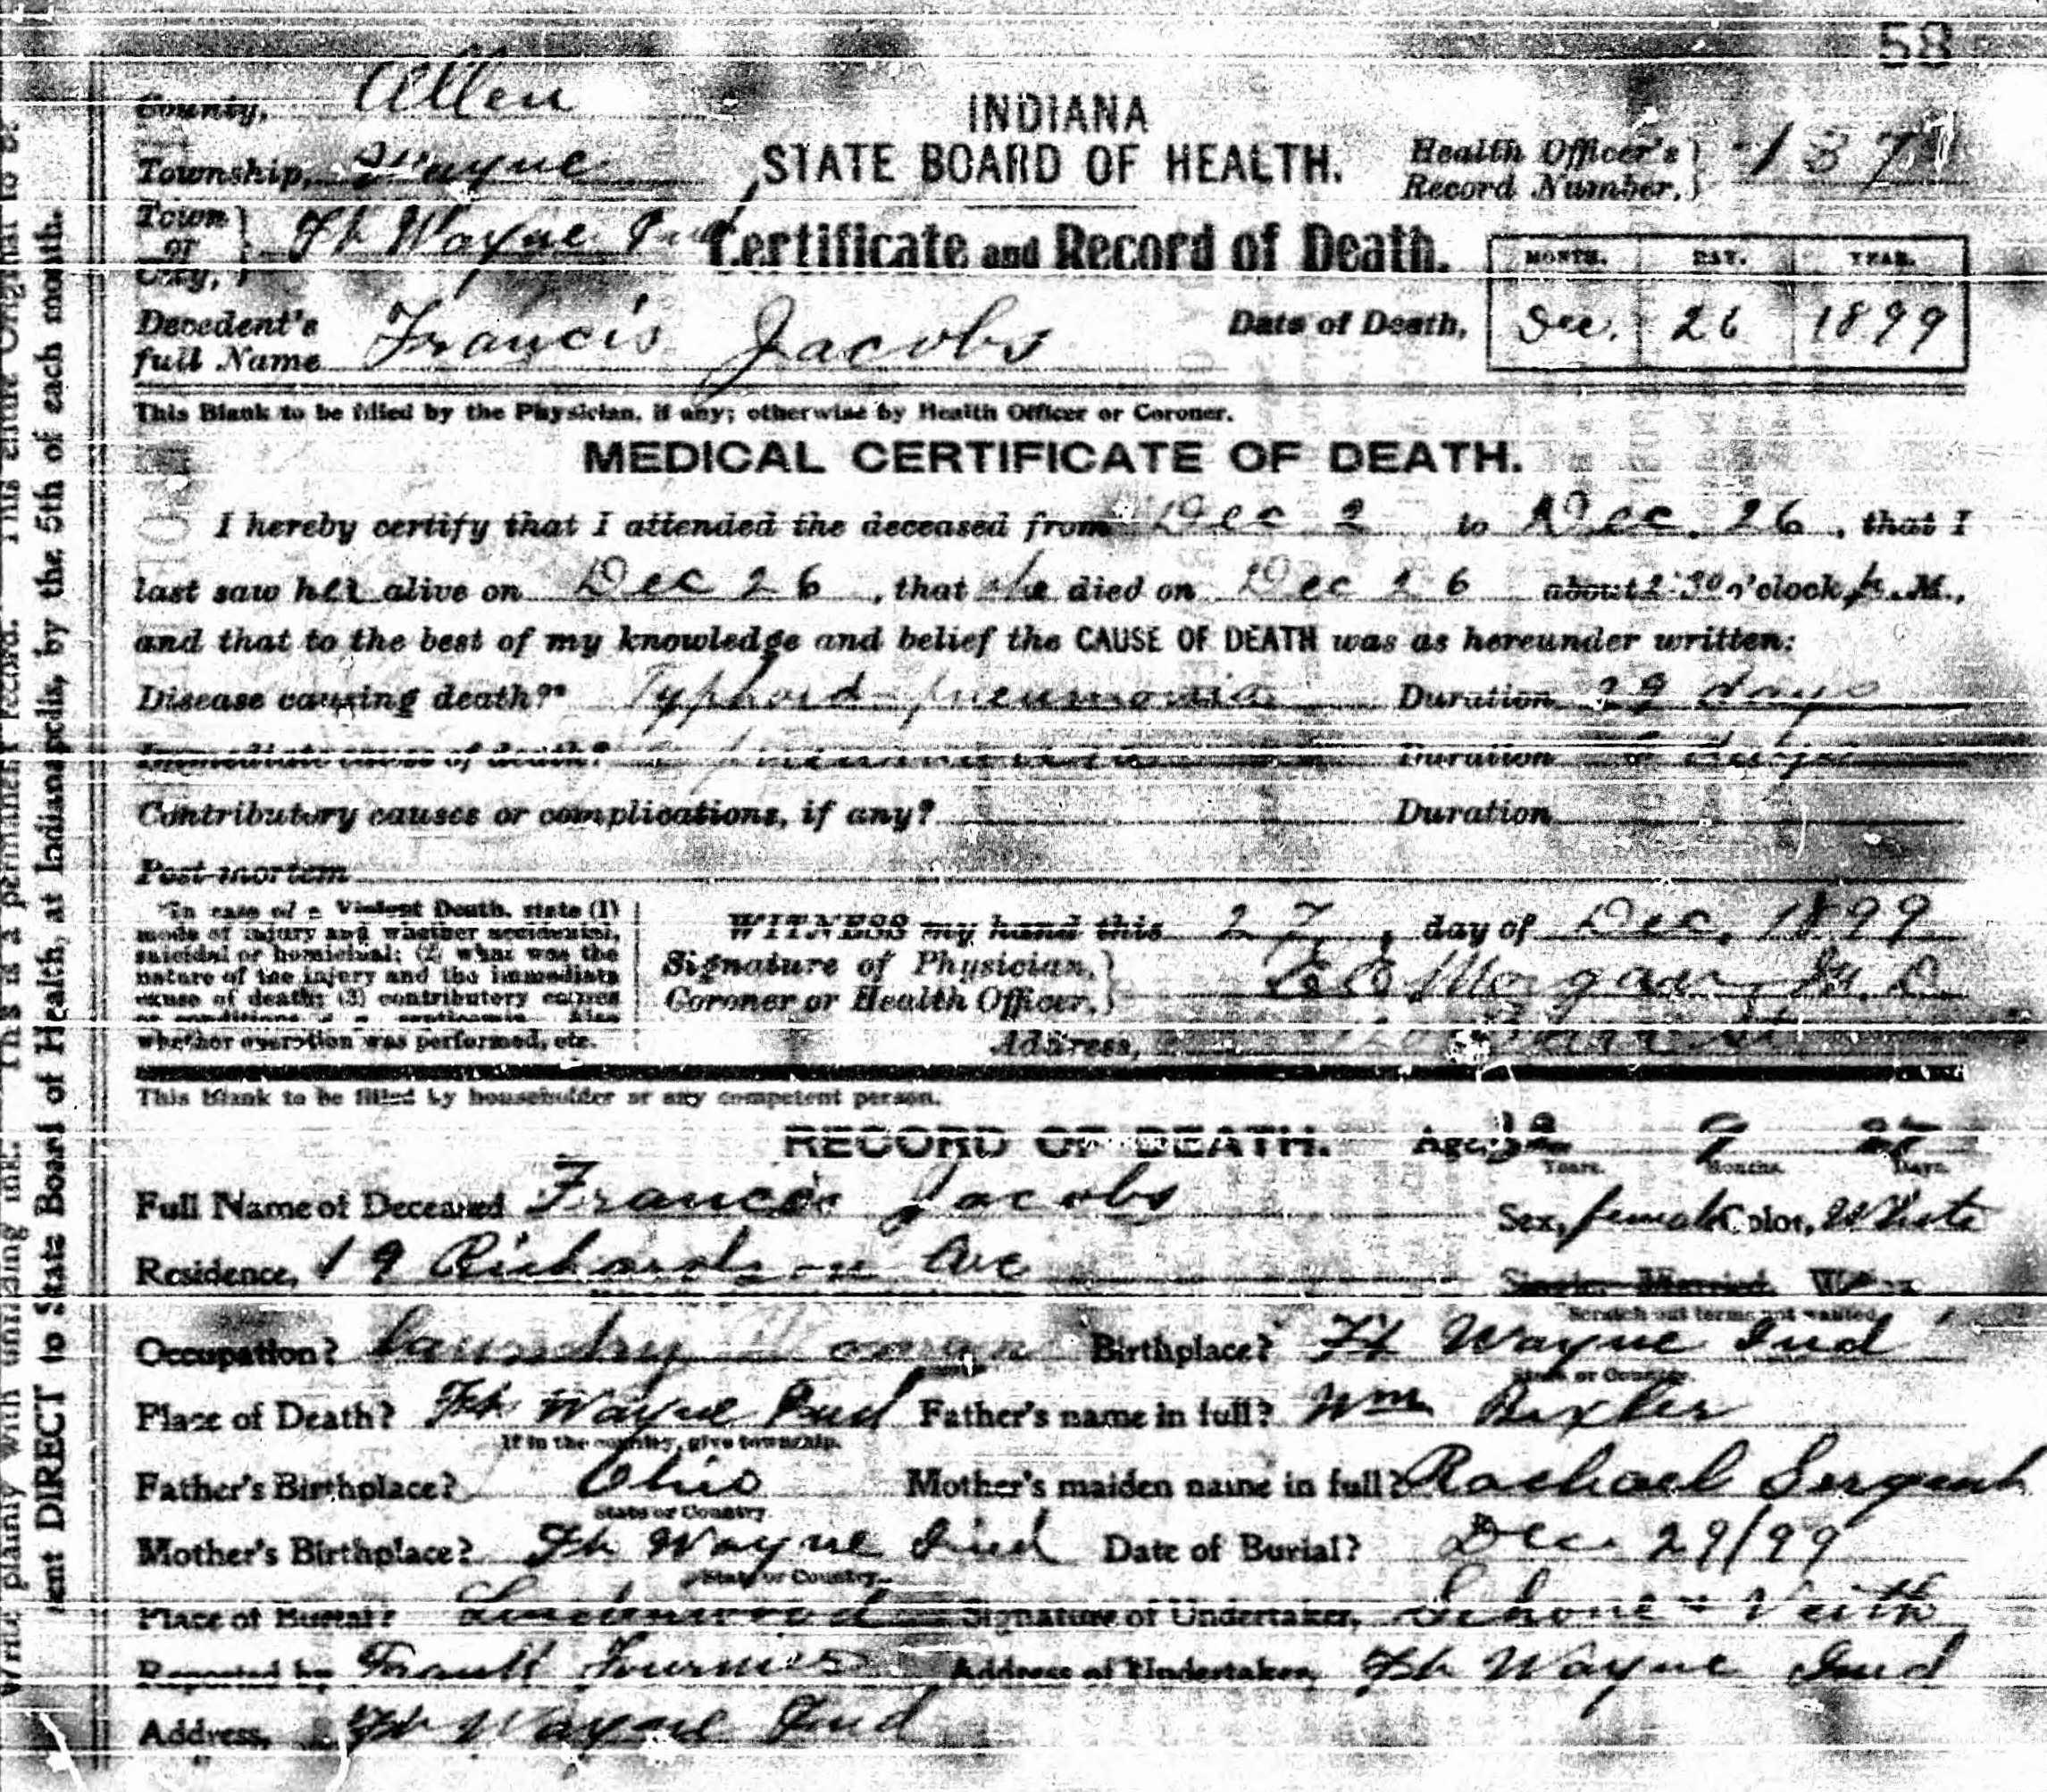 58
County, Allen
INDIANA
Township, Wayne
STATE BOARD OF HEALTH.
Health Officer's Record Number, 137
Town or City, Ft Wayne Ind
Certificate and Record of Death.
MONTH. DAY. YEAR.
Decedent's full Name Francis Jacobs
Date of Death, Dec. 26 1899
This Blank to be filled by the Physician, if any; otherwise by Health Officer or Coroner.
MEDICAL CERTIFICATE OF DEATH.
I hereby certify that I attended the deceased from Dec 2 to Dec. 26, that I
last saw her alive on Dec 26, that she died on Dec 26 about 2:30 o'clock p. M.,
and that to the best of my knowledge and belief the CAUSE OF DEATH was as hereunder written:
Disease causing death?* Typhoid pneumonia Duration 29 days
Immediate cause of death? pneumonia Duration days
Contributory causes or complications, if any? Duration
Post-mortem
*In case of a Violent Death, state (1)
mode of injury and whether accidental,
suicidal or homicidal; (2) what was the
nature of the injury and the immediate
cause of death; (3) contributory causes
or conditions, Also
whether operation was performed, etc.
WITNESS my hand this 27, day of Dec, 1899
Signature of Physician, Coroner or Health Officer, Morgan M. D.
Address, St
This blank to be filled by householder or any competent person.
RECORD OF DEATH. Age, 9 Years. Months. Days.
Full Name of Deceased Francis Jacobs
Sex, female Color, White
Residence, 19 Richardson Ave
Single, Married,
Scratch out terms not wanted
Occupation? laundry Birthplace? Ft Wayne Ind
State or Country.
Place of Death? Ft Wayne Ind Father's name in full? Wm Bixler
If in the country, give township.
Father's Birthplace? Ohio Mother's maiden name in full? Rachael Sergent
State or Country.
Mother's Birthplace? Ft Wayne Ind Date of Burial? Dec 29/99
State or Country.
Place of Burial? Lindenwood Signature of Undertaker, Schone & Veith
Reported by Frank Fournier Address of Undertaker, Ft Wayne Ind
Address, Ft Wayne Ind
sent DIRECT to State Board of Health, at Indianapolis, by the 5th of each month.
Write plainly with unfading ink. This is a permanent record. This entire Original to be